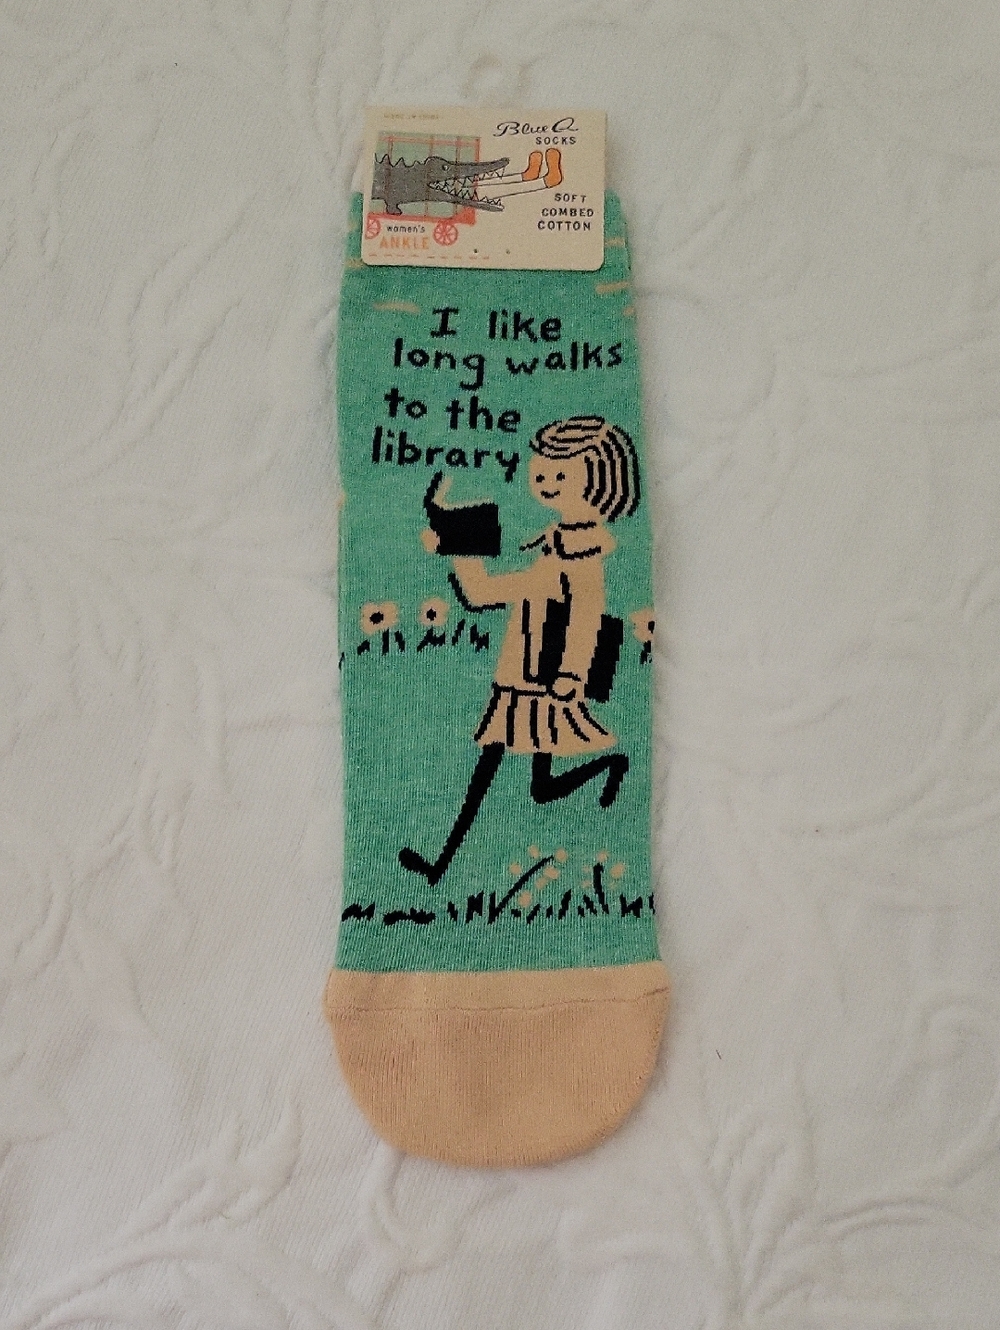 Blue Q
SOCKS
SOFT
COMBED
COTTON
women's
ANKLE
I like
long walks
to the
library